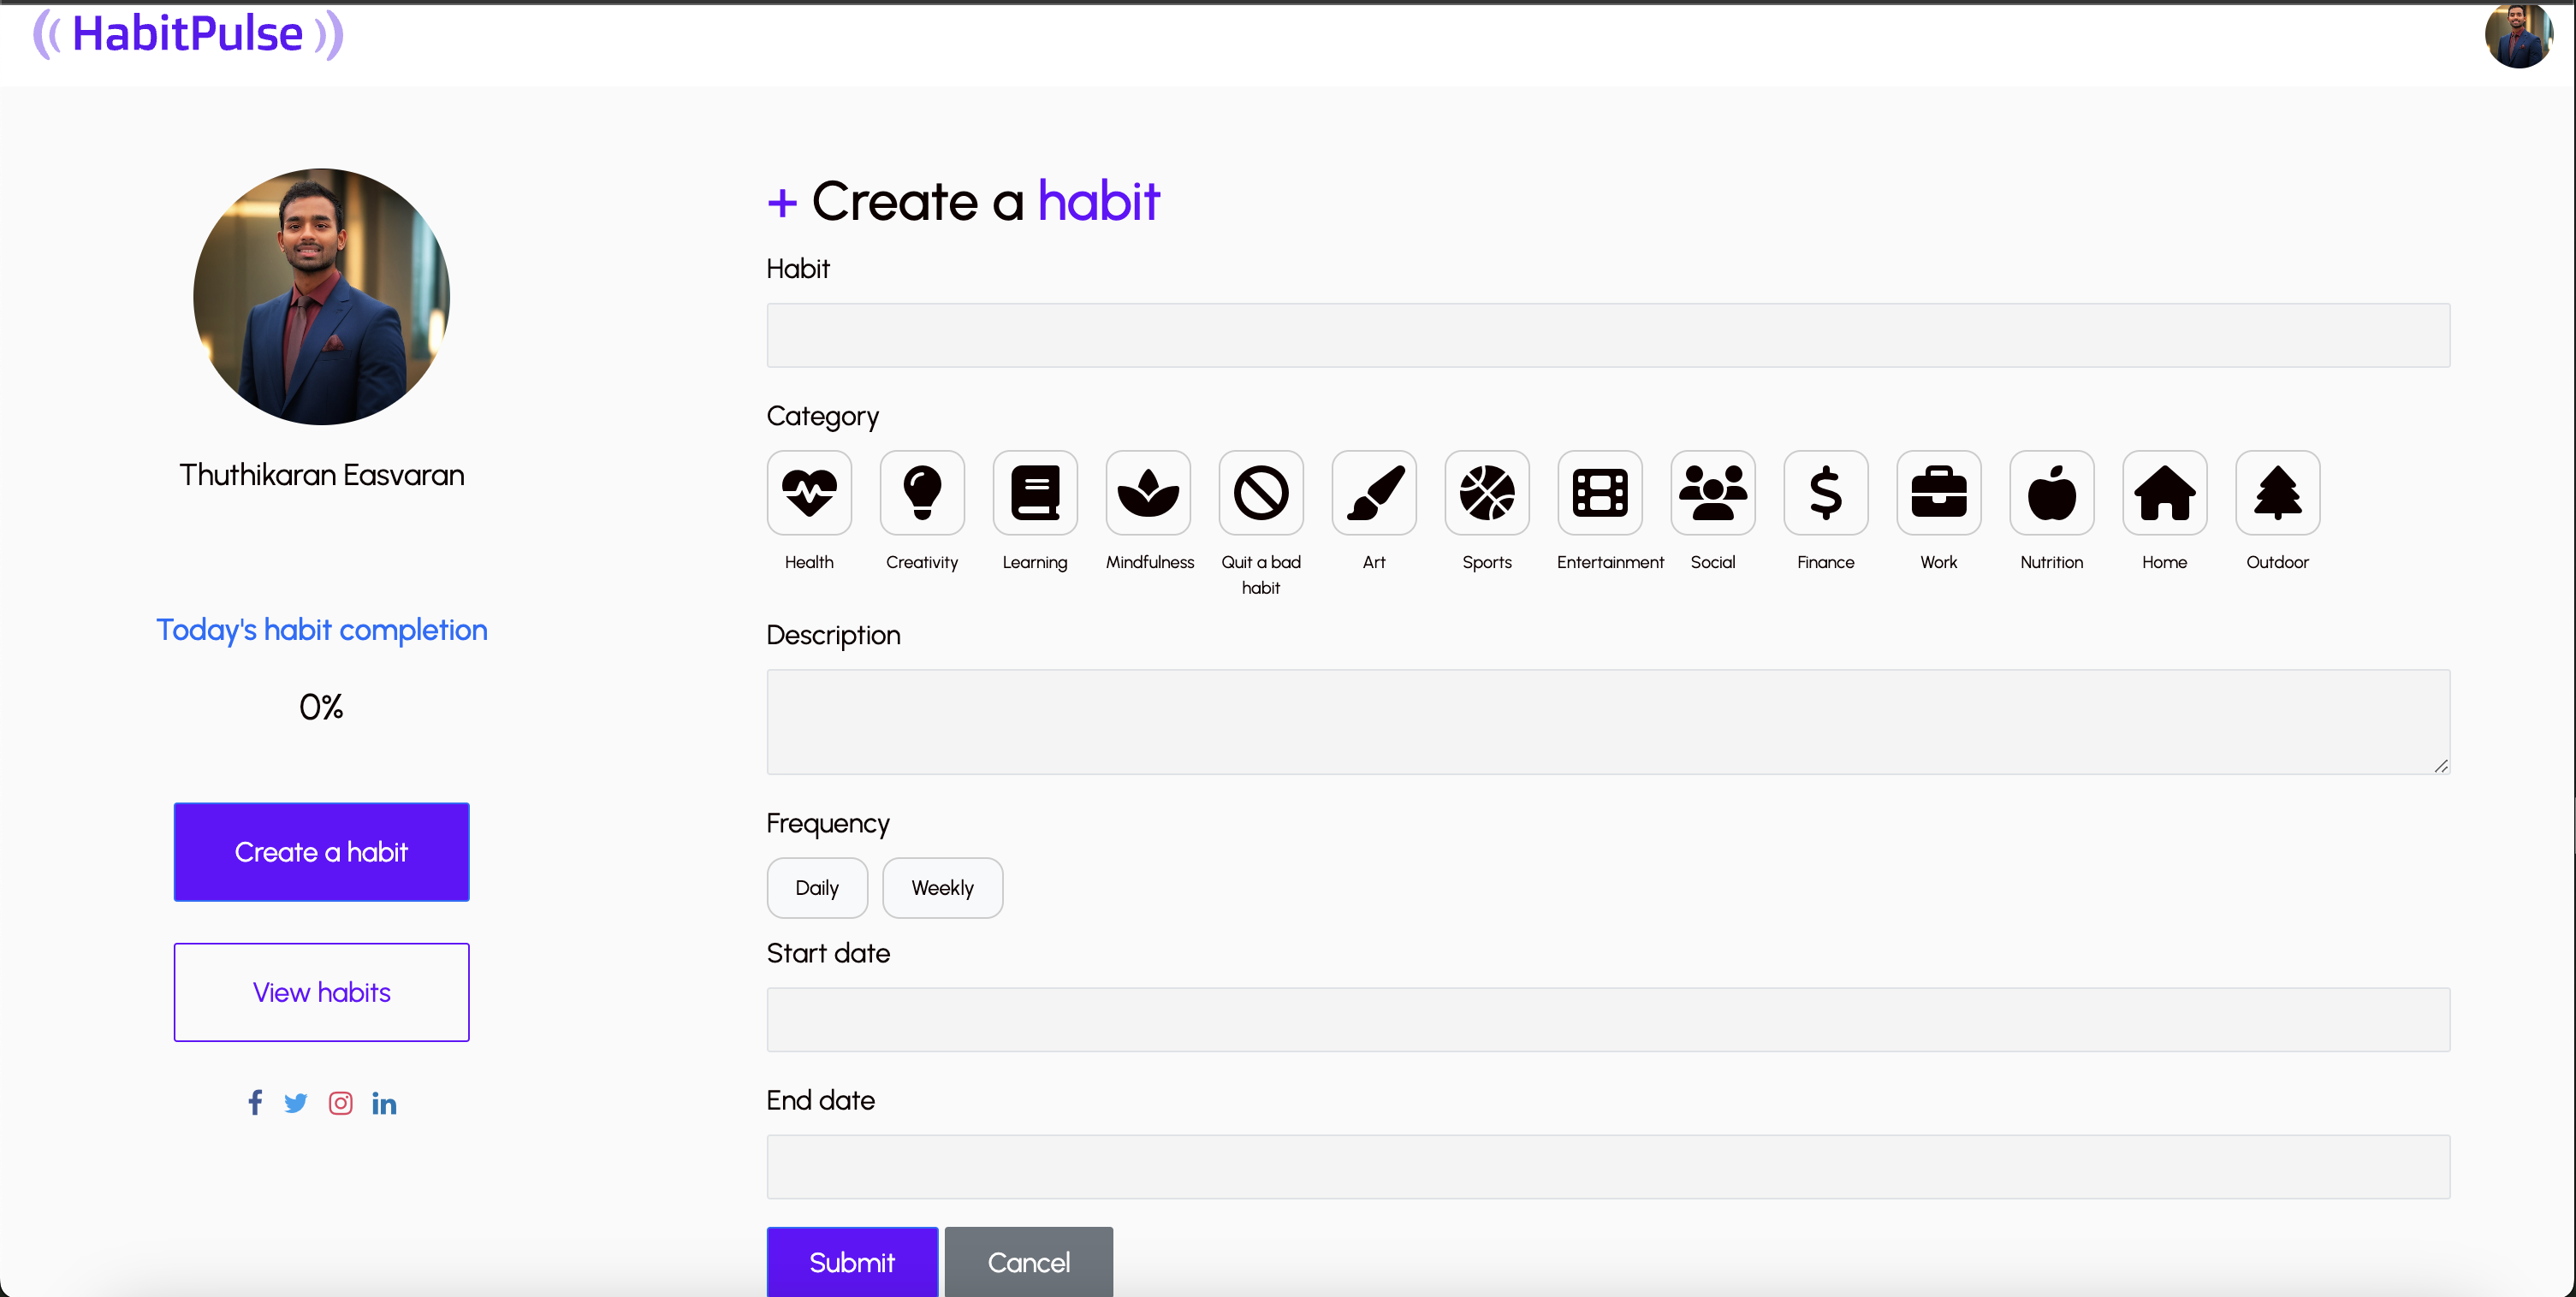 HabitPulse
Thuthikaran Easvaran
Today's habit completion
0%
Create a habit
View habits
+ Create a habit
Habit
Category
Health
Creativity
Learning
Mindfulness
Quit a bad
habit
Art
Sports
Entertainment
Social
Finance
Work
Nutrition
Home
Outdoor
Description
Frequency
Daily
Weekly
Start date
End date
Submit
Cancel